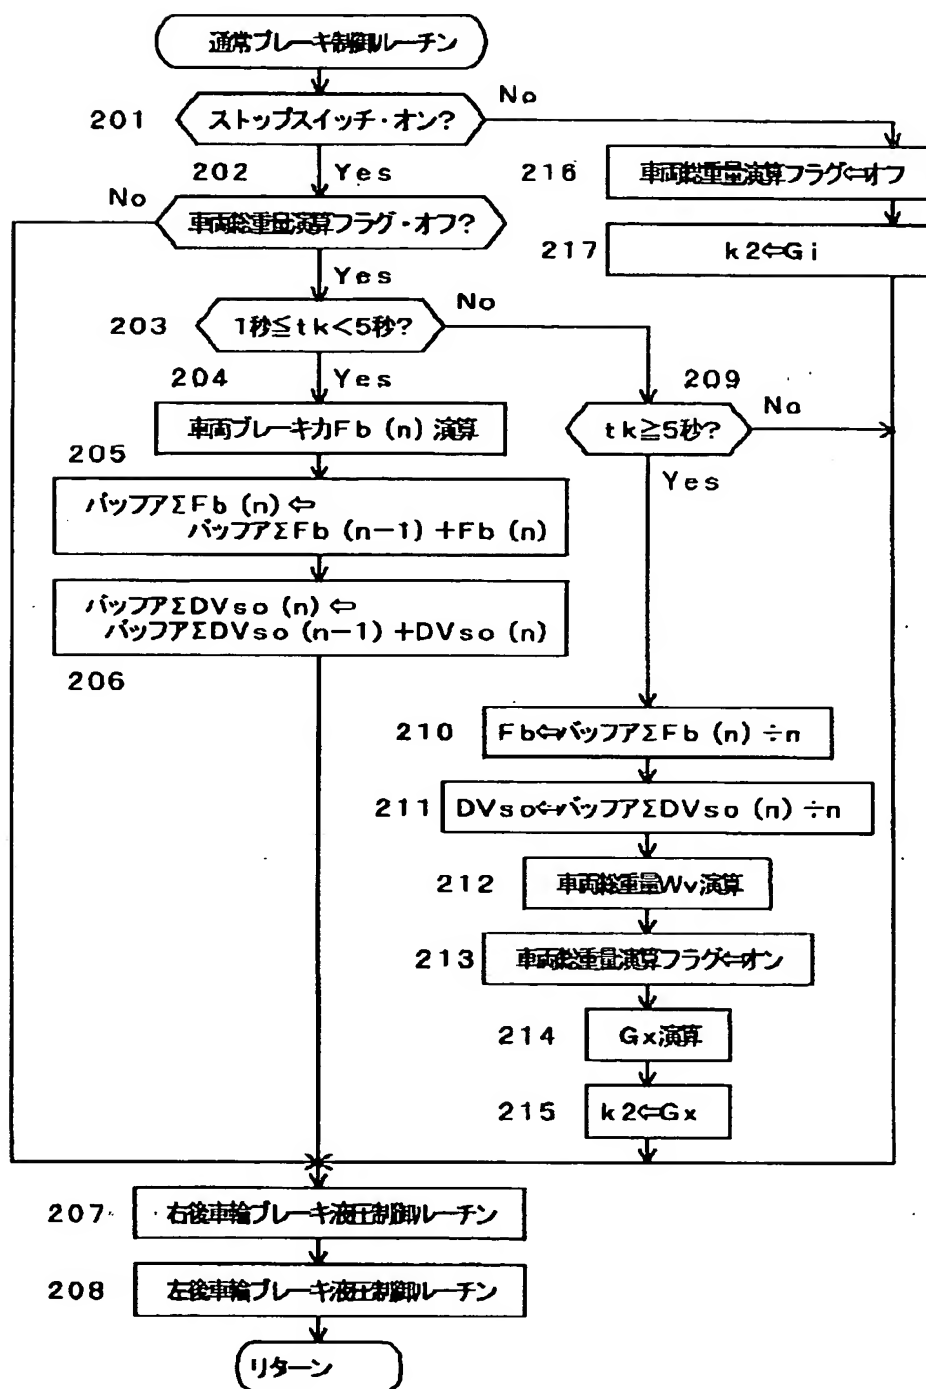 通常ブレーキ制御ルーチン
201
ストップスイッチ・オン?
No
202
Yes
216
車両総重量演算フラグ⇐オフ
No
車両総重量演算フラグ・オフ?
217
k2⇐Gi
Yes
203
1秒≦tk<5秒?
No
204
Yes
209
車両ブレーキ力Fb (n) 演算
tk≧5秒?
No
205
Yes
バッファΣFb (n) ⇐
バッファΣFb (n−1) +Fb (n)
バッファΣDVso (n) ⇐
バッファΣDVso (n−1) +DVso (n)
206
210
Fb⇐バッファΣFb (n) ÷n
211
DVso⇐バッファΣDVso (n) ÷n
212
車両総重量Wv演算
213
車両総重量演算フラグ⇐オン
214
Gx演算
215
k2⇐Gx
207
右後車輪ブレーキ液圧制御ルーチン
208
左後車輪ブレーキ液圧制御ルーチン
リターン